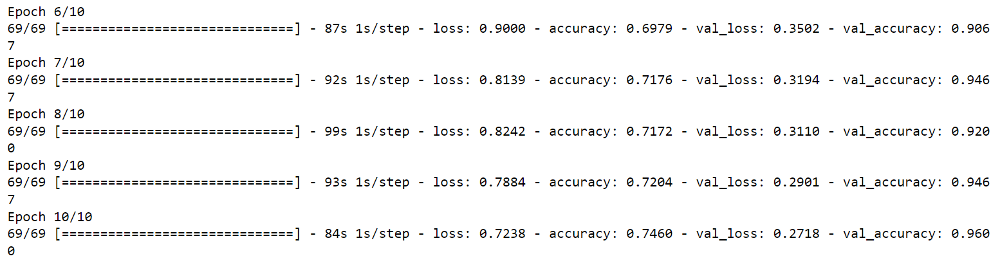 Epoch 6/10
69/69 [==============================] - 87s 1s/step - loss: 0.9000 - accuracy: 0.6979 - val_loss: 0.3502 - val_accuracy: 0.906
7
Epoch 7/10
69/69 [==============================] - 92s 1s/step - loss: 0.8139 - accuracy: 0.7176 - val_loss: 0.3194 - val_accuracy: 0.946
7
Epoch 8/10
69/69 [==============================] - 99s 1s/step - loss: 0.8242 - accuracy: 0.7172 - val_loss: 0.3110 - val_accuracy: 0.920
0
Epoch 9/10
69/69 [==============================] - 93s 1s/step - loss: 0.7884 - accuracy: 0.7204 - val_loss: 0.2901 - val_accuracy: 0.946
7
Epoch 10/10
69/69 [==============================] - 84s 1s/step - loss: 0.7238 - accuracy: 0.7460 - val_loss: 0.2718 - val_accuracy: 0.960
0